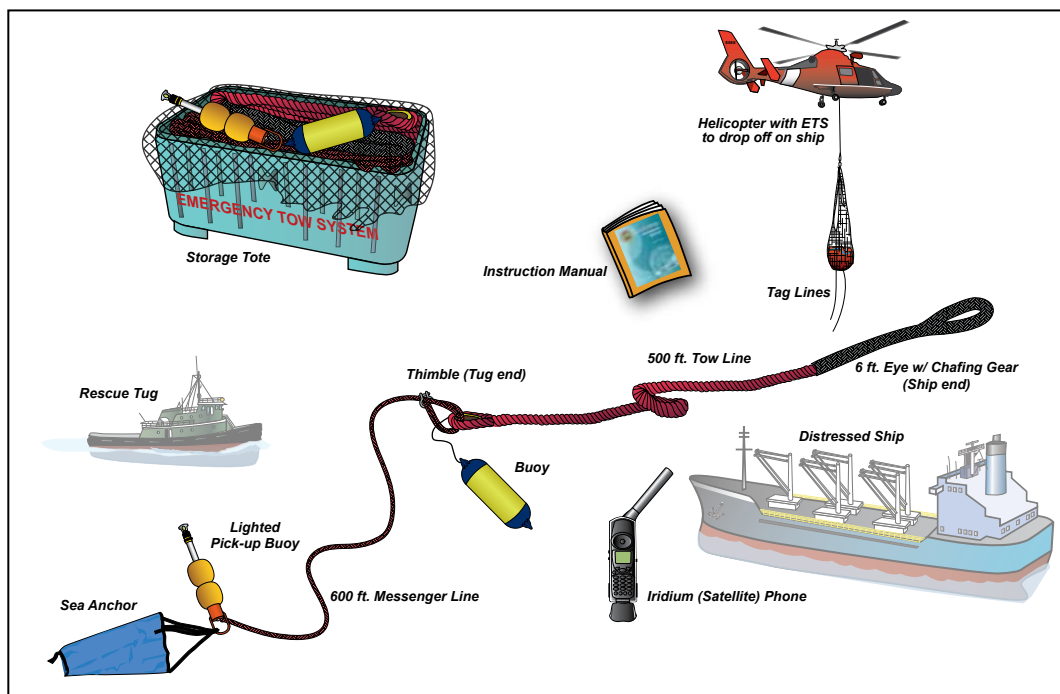 Helicopter with ETS
to drop off on ship
EMERGENCY TOW SYSTEM
Storage Tote
Instruction Manual
Tag Lines
500 ft. Tow Line
6 ft. Eye w/ Chafing Gear
(Ship end)
Thimble (Tug end)
Rescue Tug
Distressed Ship
Buoy
Lighted
Pick-up Buoy
600 ft. Messenger Line
Iridium (Satellite) Phone
Sea Anchor